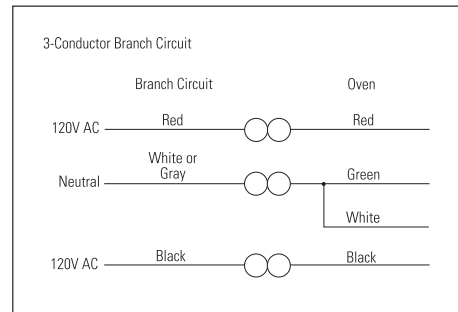 3-Conductor Branch Circuit
Branch Circuit Oven
120V AC Red Red
Neutral White or Gray Green
White
120V AC Black Black